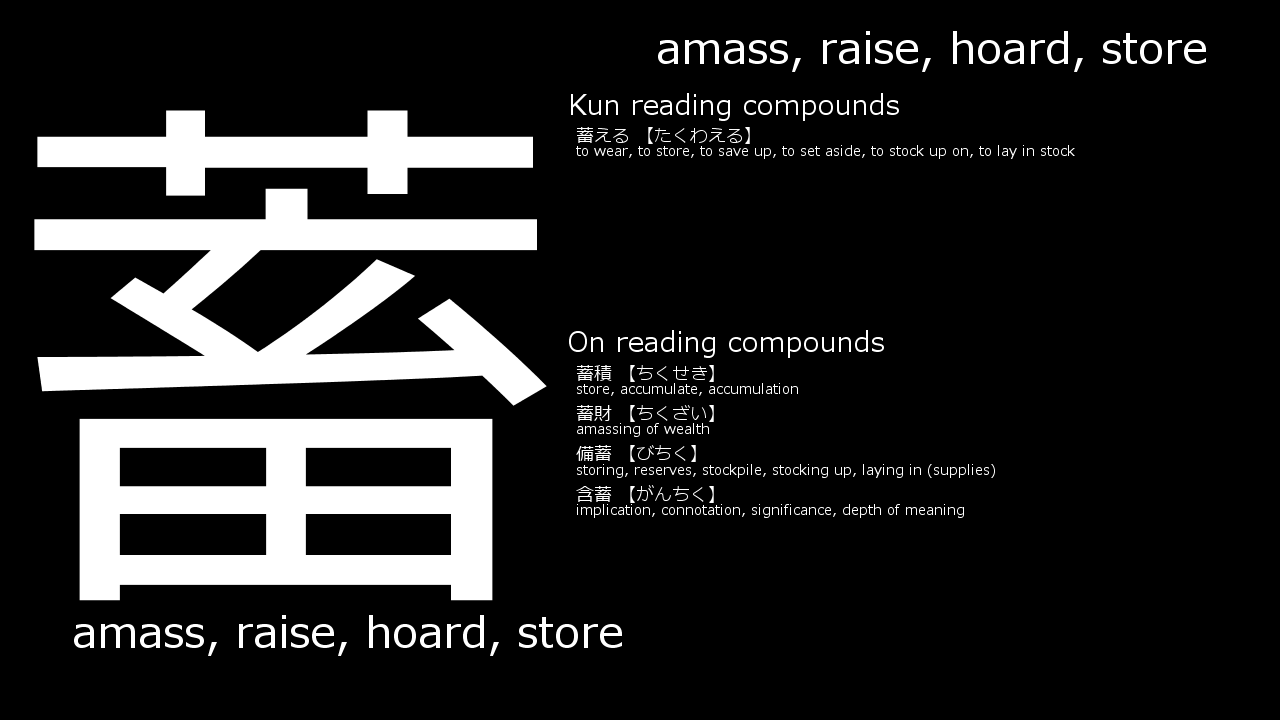 amass, raise, hoard, store
蓄
Kun reading compounds
蓄える 【たくわえる】
to wear, to store, to save up, to set aside, to stock up on, to lay in stock
On reading compounds
蓄積 【ちくせき】
store, accumulate, accumulation
蓄財 【ちくざい】
amassing of wealth
備蓄 【びちく】
storing, reserves, stockpile, stocking up, laying in (supplies)
含蓄 【がんちく】
implication, connotation, significance, depth of meaning
amass, raise, hoard, store